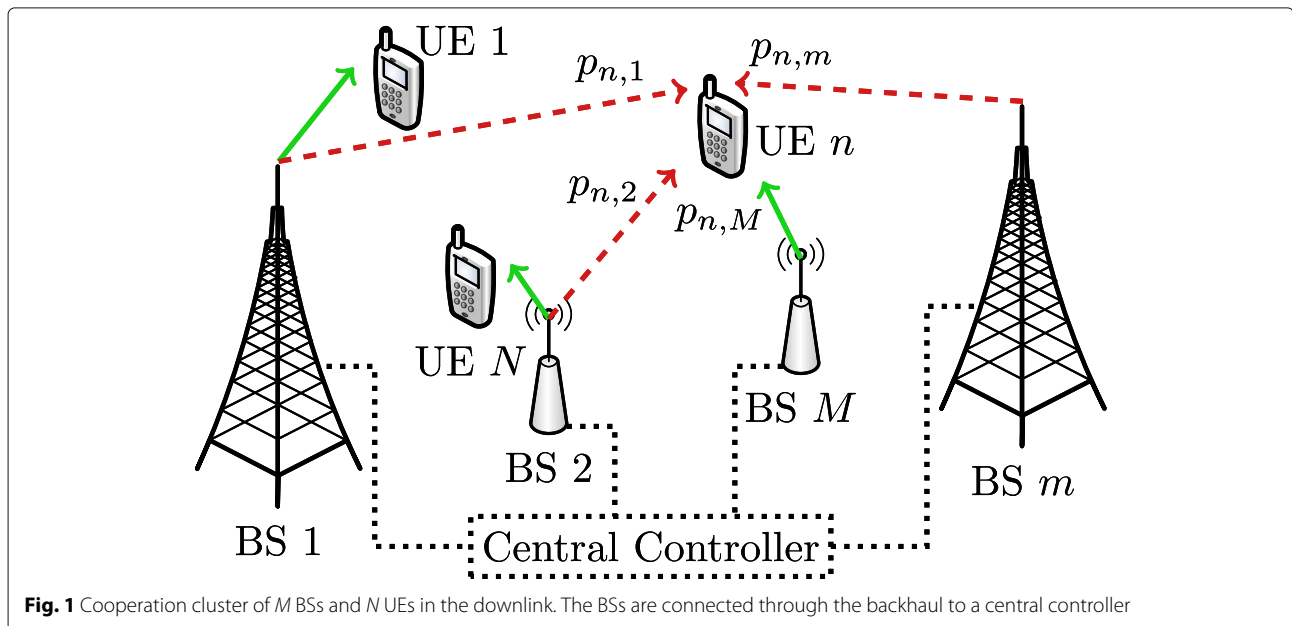 UE 1
p_{n,1}
p_{n,m}
UE n
p_{n,2}
p_{n,M}
UE N
BS M
BS 2
BS m
BS 1
Central Controller
Fig. 1 Cooperation cluster of M BSs and N UEs in the downlink. The BSs are connected through the backhaul to a central controller